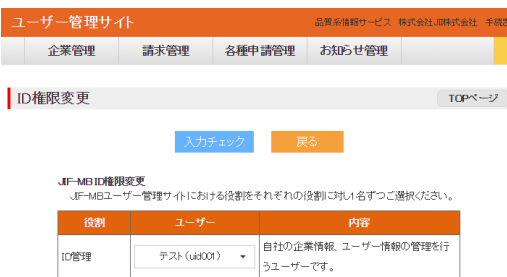 ユーザー管理サイト
品質系情報サービス 株式会社JII株式会社 手続き
企業管理 請求管理 各種申請管理 お知らせ管理
ID権限変更
TOPページ
入力チェック 戻る
JIF-MB ID権限変更
JIF-MBユーザー管理サイトにおける役割をそれぞれの役割に対し1名ずつご選択ください。
役割 ユーザー 内容
ID管理 テスト(uid001) 自社の企業情報、ユーザー情報の管理を行
うユーザーです。